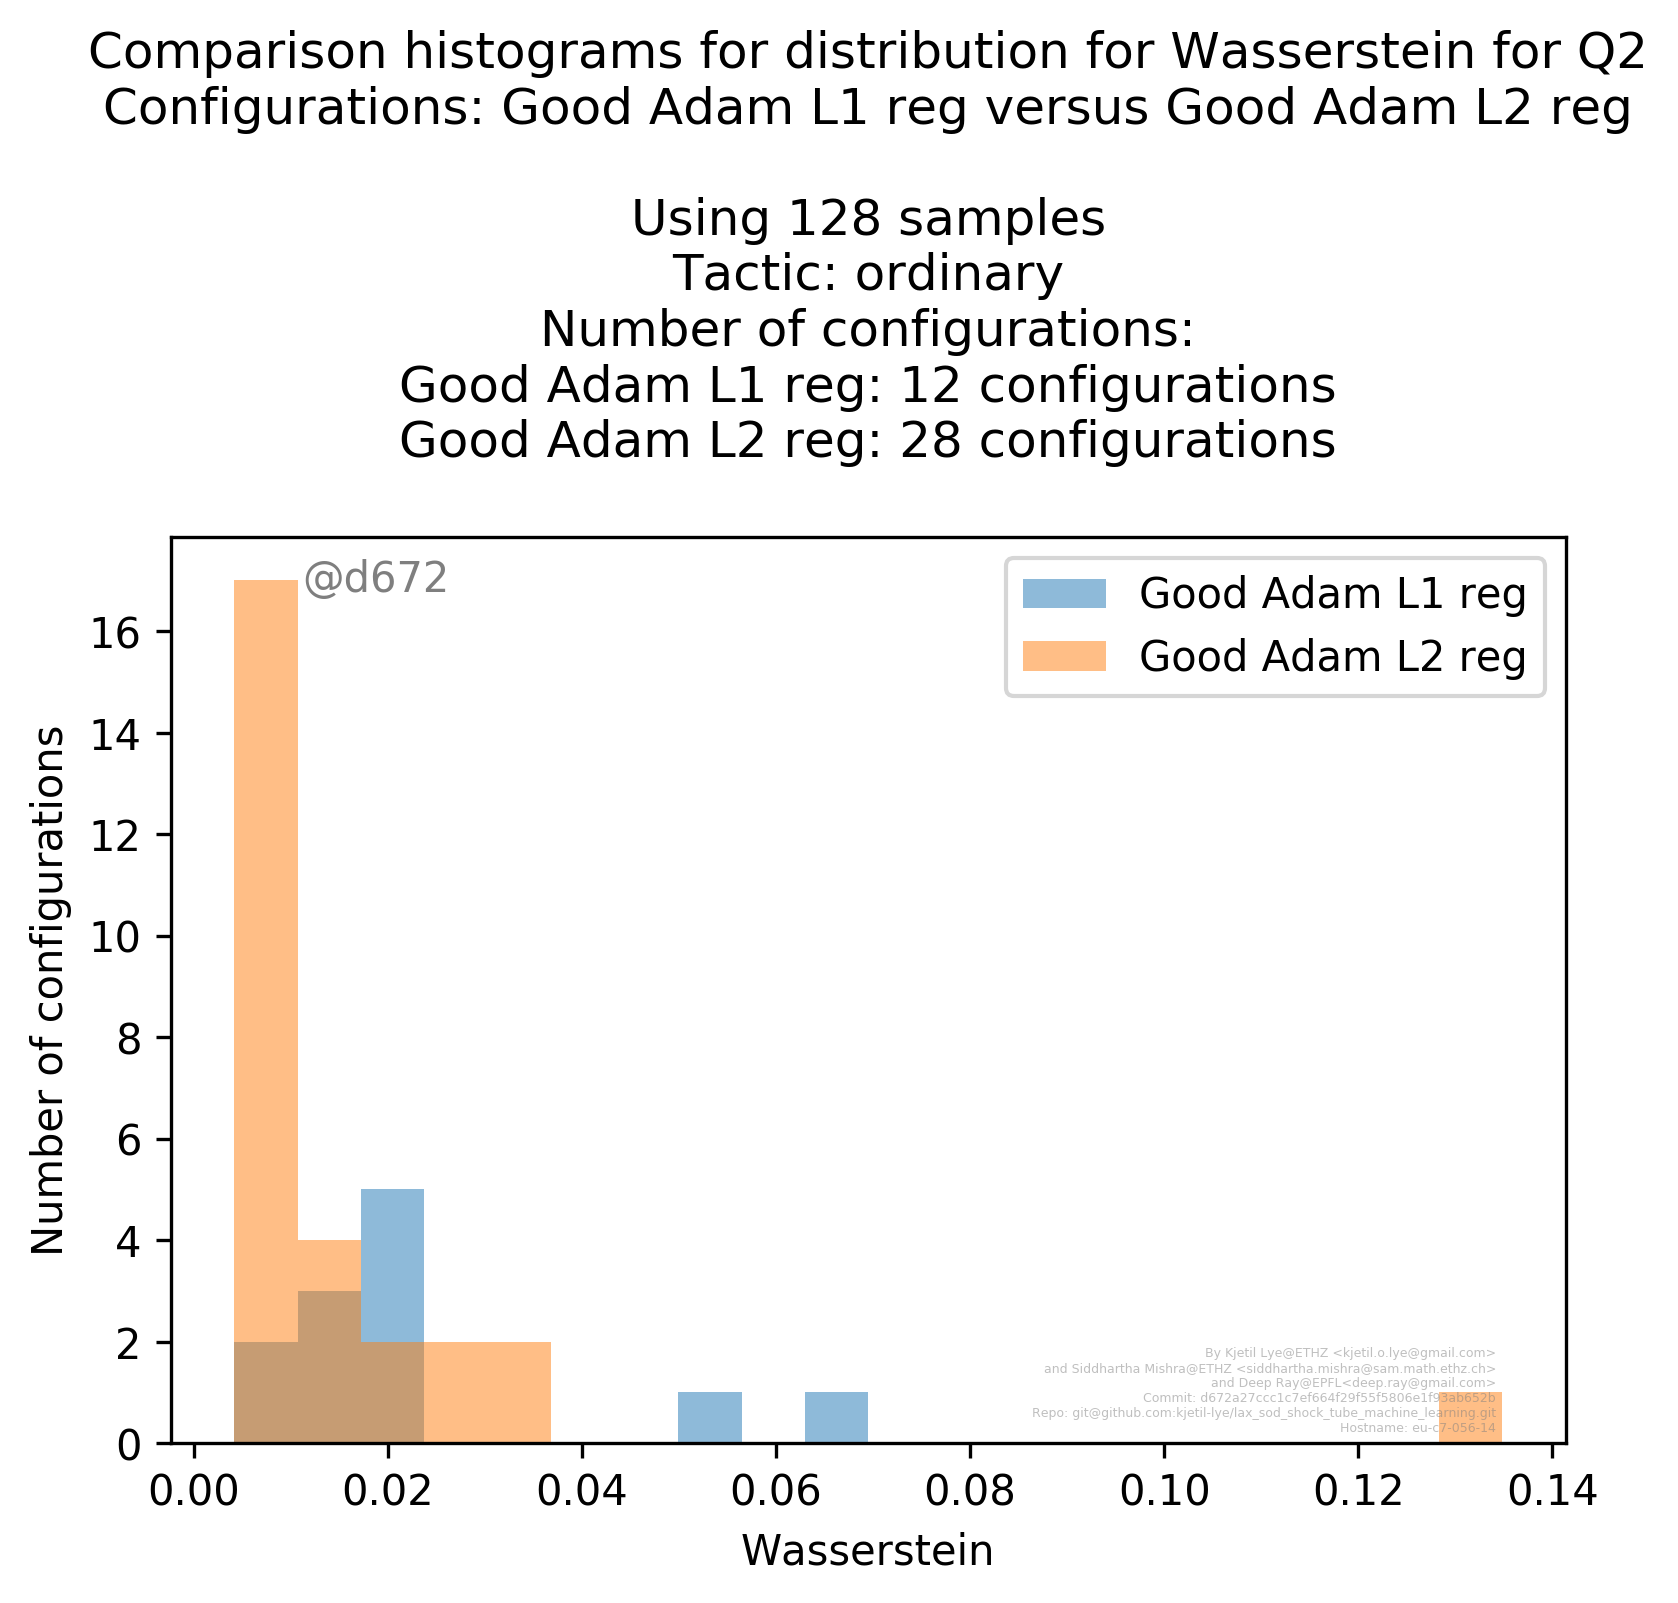 Comparison histograms for distribution for Wasserstein for Q2
Configurations: Good Adam L1 reg versus Good Adam L2 reg
Using 128 samples
Tactic: ordinary
Number of configurations:
Good Adam L1 reg: 12 configurations
Good Adam L2 reg: 28 configurations
@d672
Good Adam L1 reg
Good Adam L2 reg
16
14
12
10
8
6
4
2
0
Number of configurations
By Kjetil Lye@ETHZ <kjetil.o.lye@gmail.com>
and Siddhartha Mishra@ETHZ <siddhartha.mishra@sam.math.ethz.ch>
and Deep Ray@EPFL<deep.ray@gmail.com>
Commit: d672a27ccc1c7ef664f29f55f5806e1f93ab652b
Repo: git@github.com:kjetil-lye/lax_sod_shock_tube_machine_learning.git
Hostname: eu-c7-056-14
0.00 0.02 0.04 0.06 0.08 0.10 0.12 0.14
Wasserstein